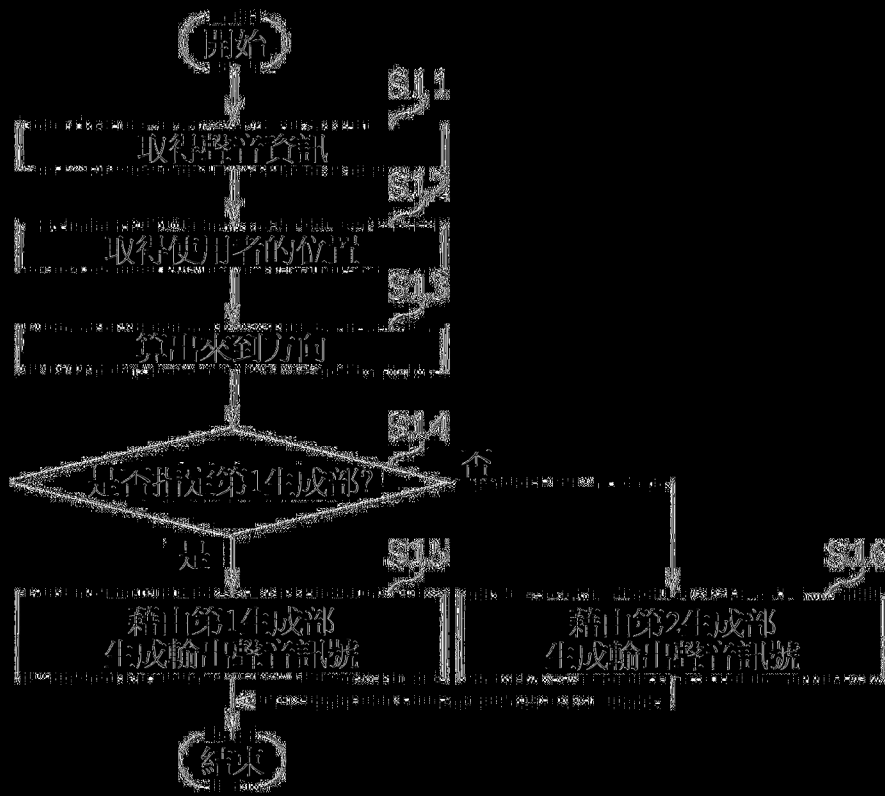 開始
S11
取得聲音資訊
S12
取得使用者的位置
S13
算出來到方向
S14
是否指定第1生成部?
否
是
S15
藉由第1生成部
生成輸出聲音訊號
S16
藉由第2生成部
生成輸出聲音訊號
結束